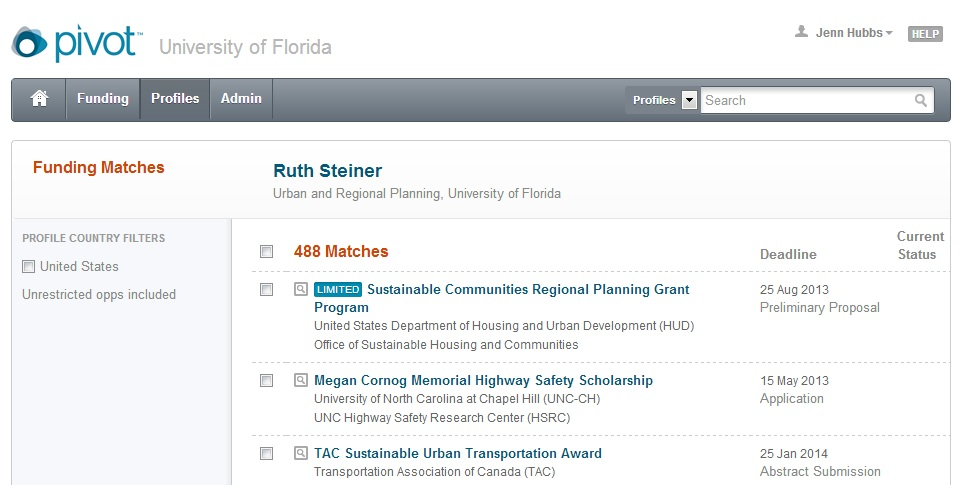 pivot™ University of Florida
Jenn Hubbs HELP
Funding Profiles Admin Profiles Search
Funding Matches
Ruth Steiner
Urban and Regional Planning, University of Florida
PROFILE COUNTRY FILTERS
United States
Unrestricted opps included
488 Matches
Deadline
Current
Status
LIMITED Sustainable Communities Regional Planning Grant
Program
United States Department of Housing and Urban Development (HUD)
Office of Sustainable Housing and Communities
25 Aug 2013
Preliminary Proposal
Megan Cornog Memorial Highway Safety Scholarship
University of North Carolina at Chapel Hill (UNC-CH)
UNC Highway Safety Research Center (HSRC)
15 May 2013
Application
TAC Sustainable Urban Transportation Award
Transportation Association of Canada (TAC)
25 Jan 2014
Abstract Submission